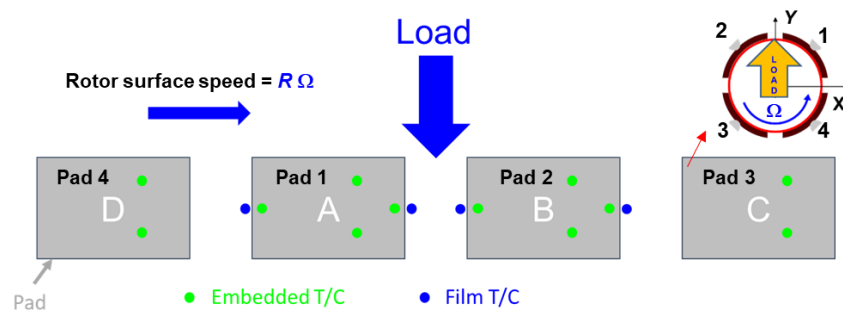 Load
Rotor surface speed = R Ω
Y
2
1
LOAD
X
Ω
3
4
Pad 4
D
Pad 1
A
Pad 2
B
Pad 3
C
Pad
Embedded T/C
Film T/C